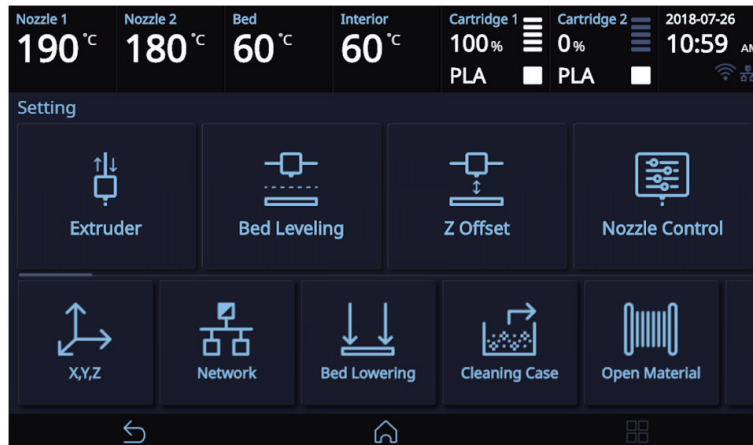 Nozzle 1 Nozzle 2 Bed Interior Cartridge 1 Cartridge 2 2018-07-26
190 °C 180 °C 60 °C 60 °C 100 % 0 % 10:59 AM
PLA PLA
Setting
Extruder Bed Leveling Z Offset Nozzle Control
X,Y,Z Network Bed Lowering Cleaning Case Open Material